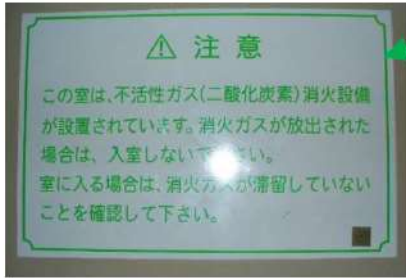 ⚠ 注意
この室は、不活性ガス(二酸化炭素)消火設備
が設置されています。消火ガスが放出された
場合は、入室しないで下さい。
室に入る場合は、消火ガスが滞留していない
ことを確認して下さい。